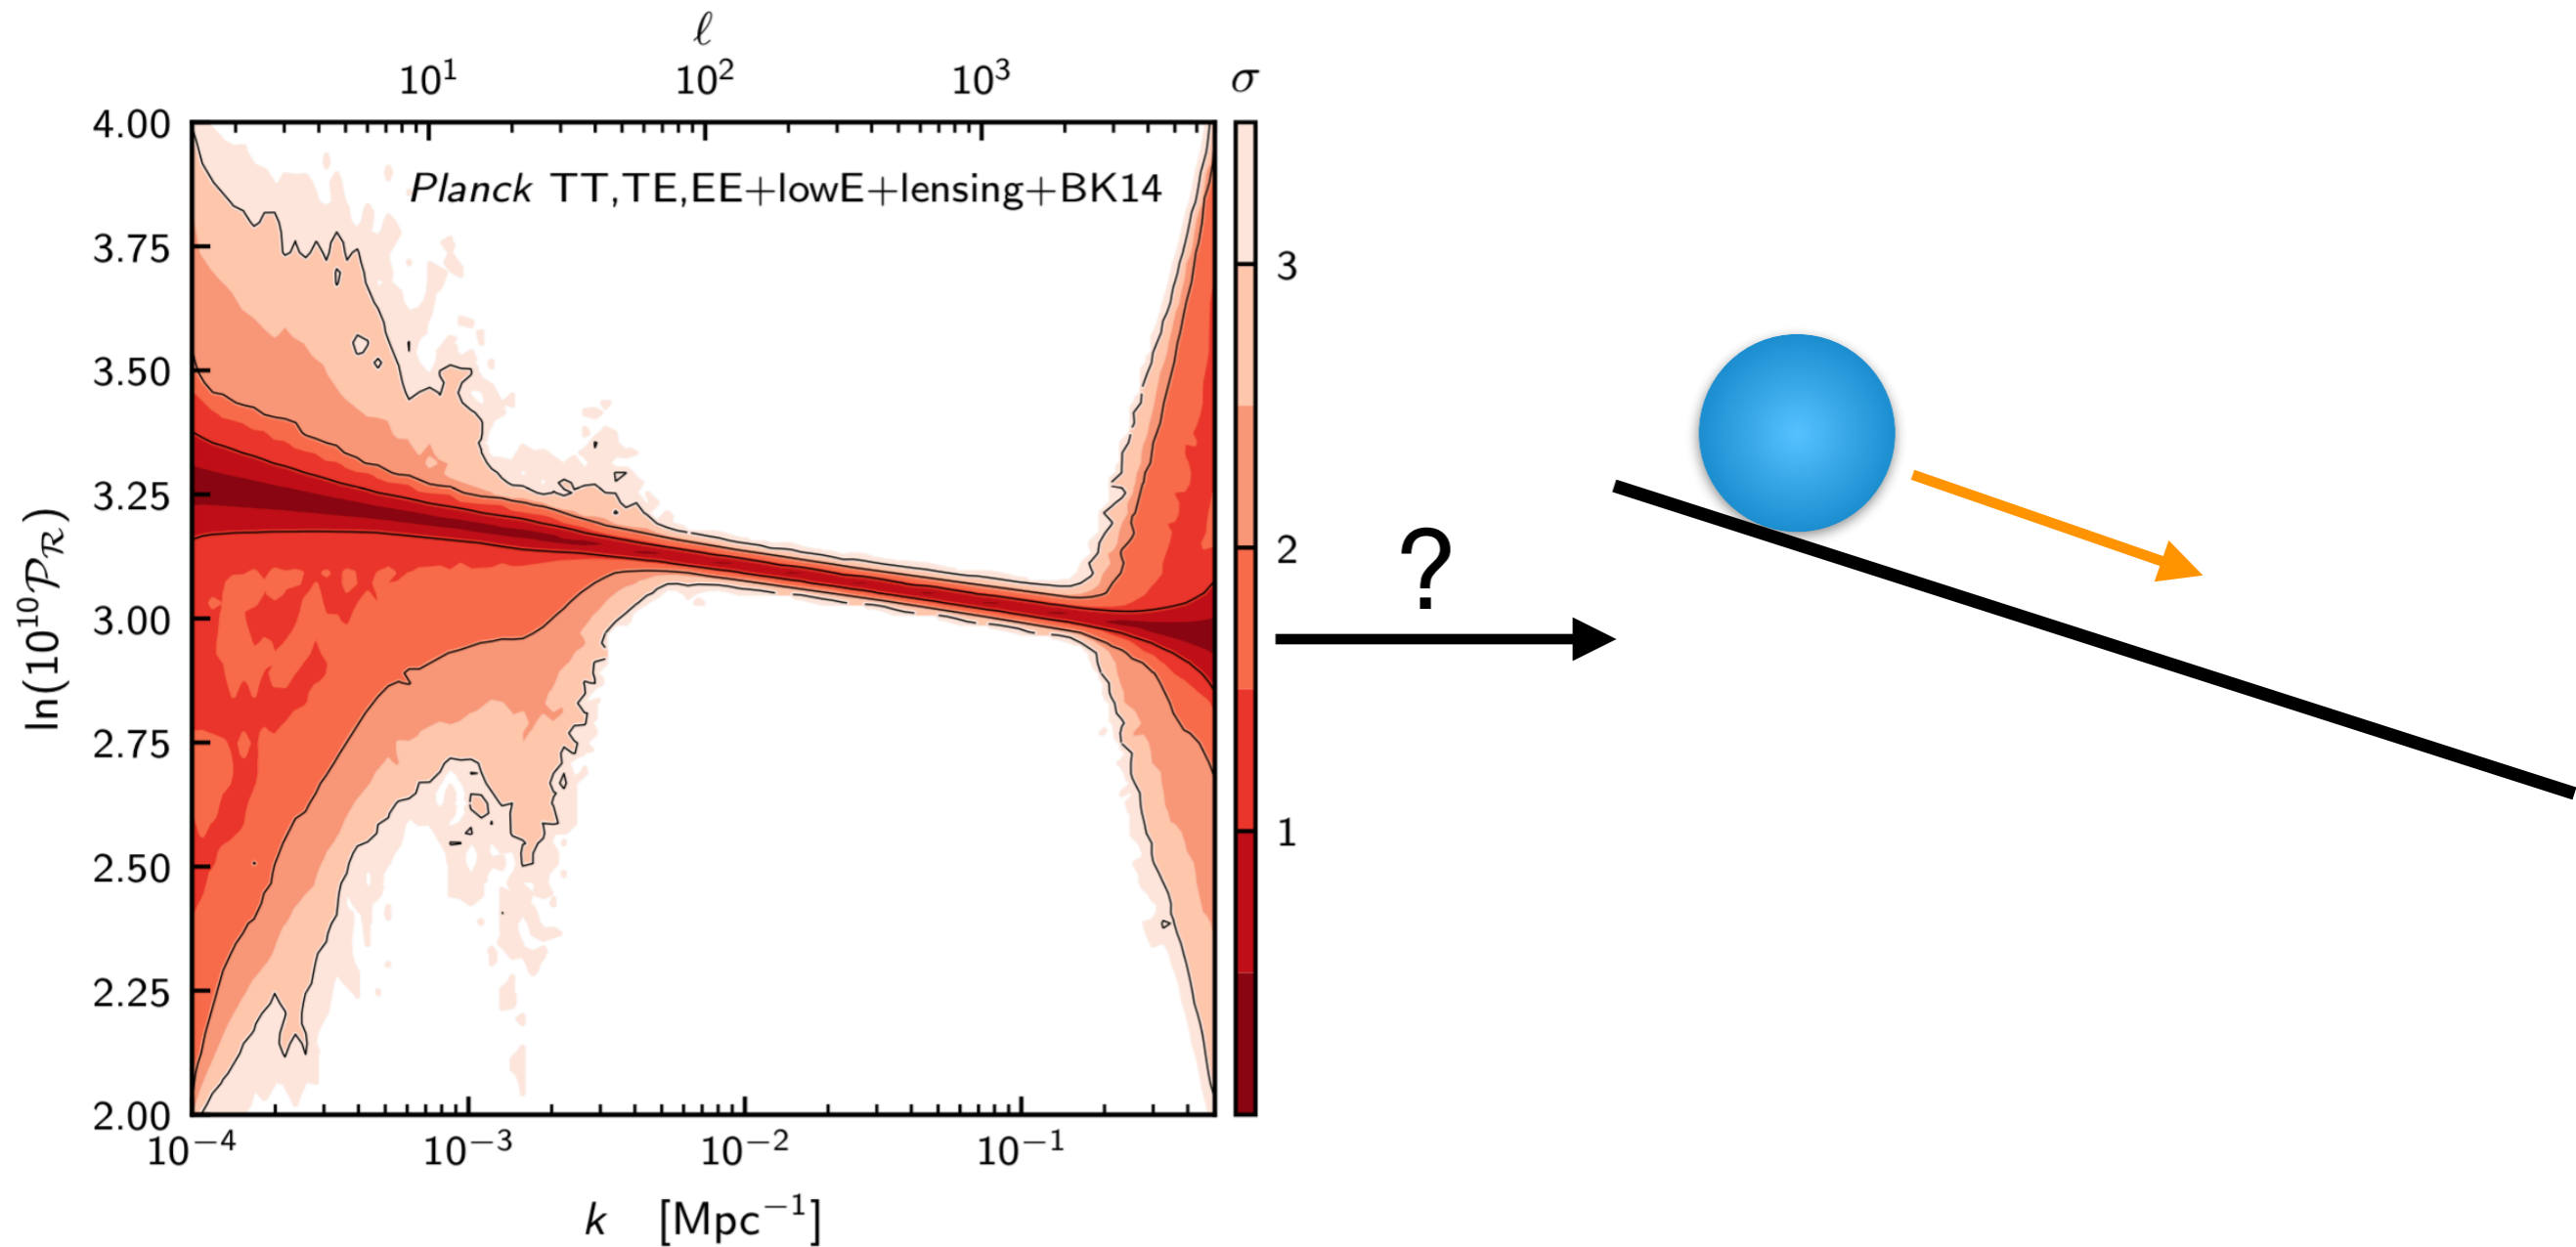 ℓ
10¹ 10² 10³ σ
4.00
Planck TT,TE,EE+lowE+lensing+BK14
3.75
3
3.50
3.25
2
?
3.00
ln(10¹⁰𝒫_ℛ)
2.75
1
2.50
2.25
2.00
10⁻⁴ 10⁻³ 10⁻² 10⁻¹
k [Mpc⁻¹]